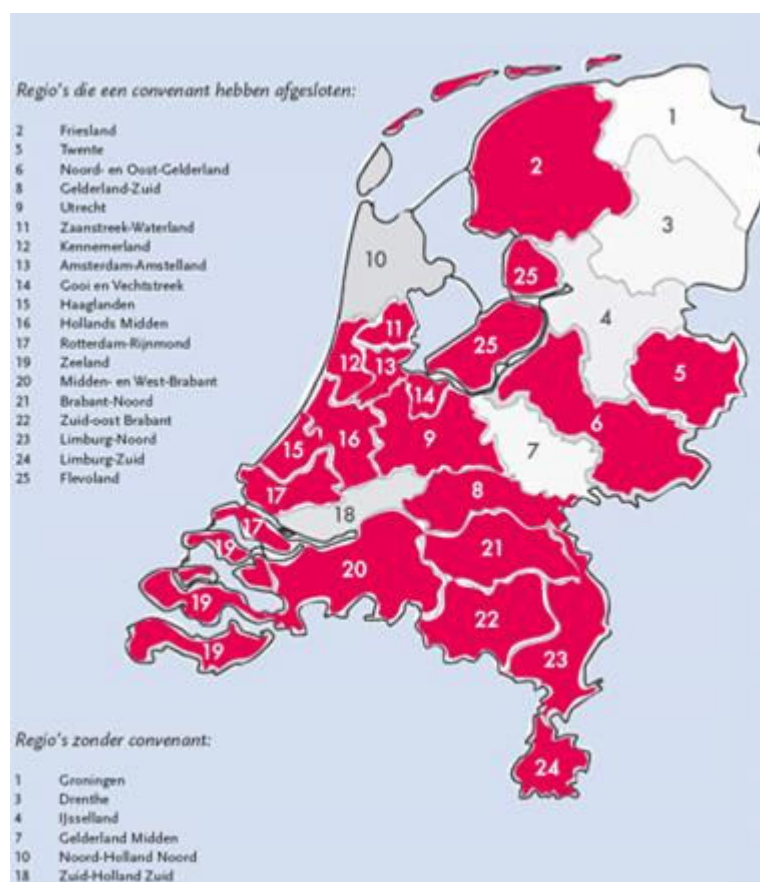 Regio's die een convenant hebben afgesloten:
2 Friesland
5 Twente
6 Noord- en Oost-Gelderland
8 Gelderland-Zuid
9 Utrecht
11 Zaanstreek-Waterland
12 Kennemerland
13 Amsterdam-Amstelland
14 Gooi en Vechtstreek
15 Haaglanden
16 Hollands Midden
17 Rotterdam-Rijnmond
19 Zeeland
20 Midden- en West-Brabant
21 Brabant-Noord
22 Zuid-oost Brabant
23 Limburg-Noord
24 Limburg-Zuid
25 Flevoland
1
2
3
10
25
4
11
25
12
13
5
14
6
16
9
15
7
17
8
18
17
19
21
20
19
22
19
23
24
Regio's zonder convenant:
1 Groningen
3 Drenthe
4 IJsselland
7 Gelderland Midden
10 Noord-Holland Noord
18 Zuid-Holland Zuid